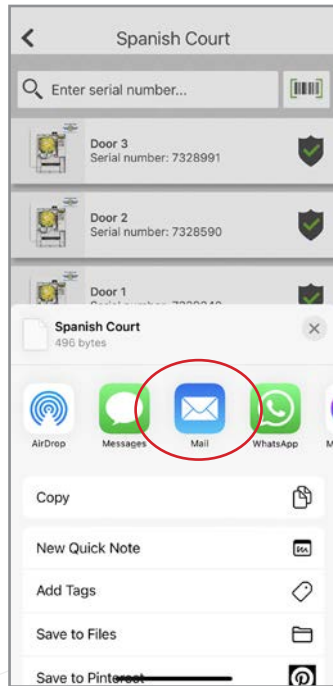 Spanish Court
Enter serial number...
Door 3
Serial number: 7328991
Door 2
Serial number: 7328590
Door 1
Spanish Court
496 bytes
AirDrop
Messages
Mail
WhatsApp
M
Copy
New Quick Note
Add Tags
Save to Files
Save to Pinterest